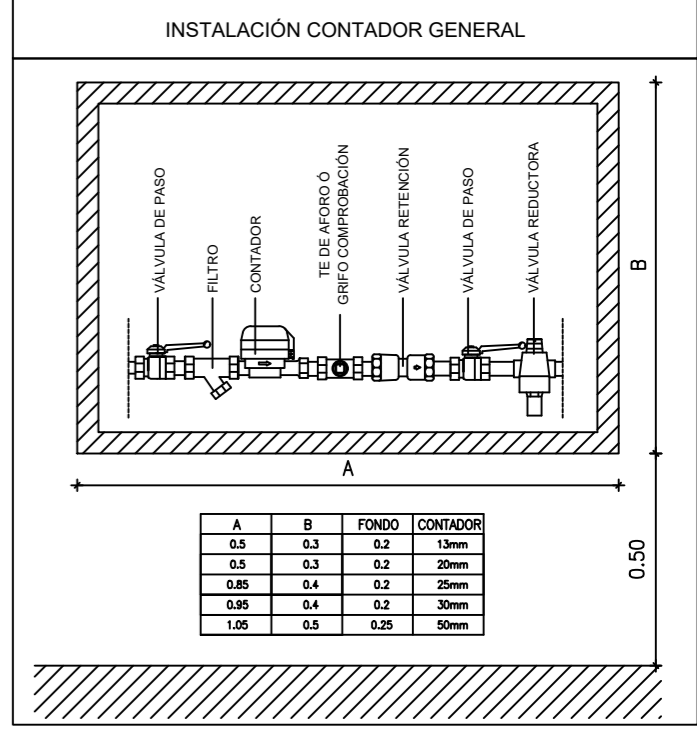 INSTALACIÓN CONTADOR GENERAL
VÁLVULA DE PASO
FILTRO
CONTADOR
TE DE AFORO Ó
GRIFO COMPROBACIÓN
VÁLVULA RETENCIÓN
VÁLVULA DE PASO
VÁLVULA REDUCTORA
B
A
A B FONDO CONTADOR
0.5 0.3 0.2 13mm
0.5 0.3 0.2 20mm
0.85 0.4 0.2 25mm
0.95 0.4 0.2 30mm
1.05 0.5 0.25 50mm
0.50